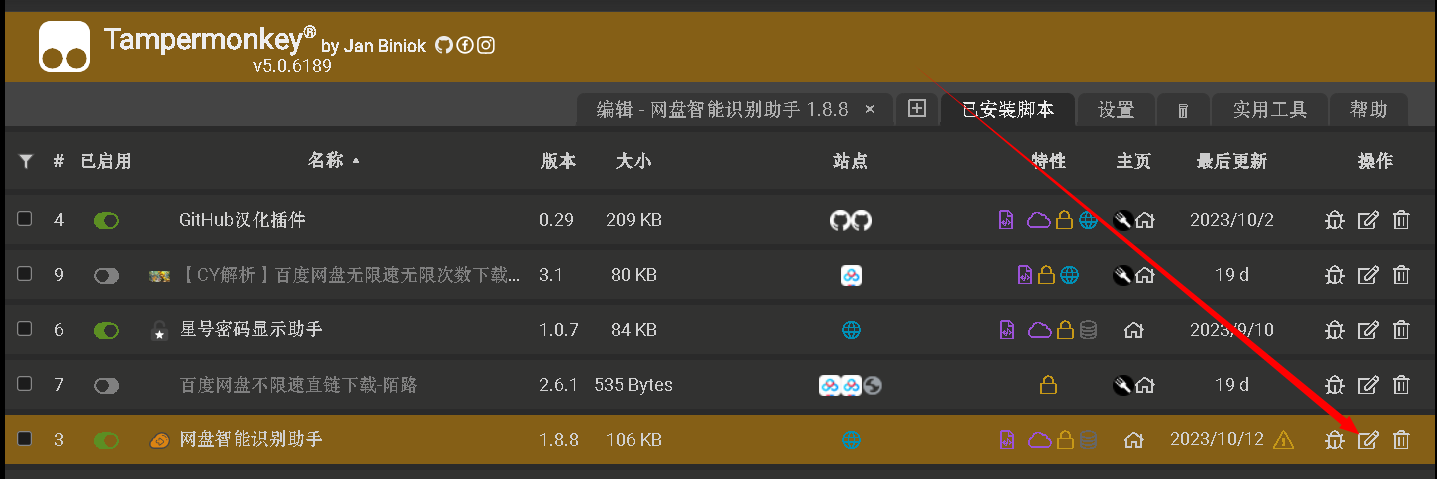 Tampermonkey® by Jan Biniok
v5.0.6189
编辑 - 网盘智能识别助手 1.8.8 × 已安装脚本 设置 实用工具 帮助
# 已启用 名称 版本 大小 站点 特性 主页 最后更新 操作
4 GitHub汉化插件 0.29 209 KB 2023/10/2
9 【CY解析】百度网盘无限速无限次数下载... 3.1 80 KB 19 d
6 星号密码显示助手 1.0.7 84 KB 2023/9/10
7 百度网盘不限速直链下载-陌路 2.6.1 535 Bytes 19 d
3 网盘智能识别助手 1.8.8 106 KB 2023/10/12